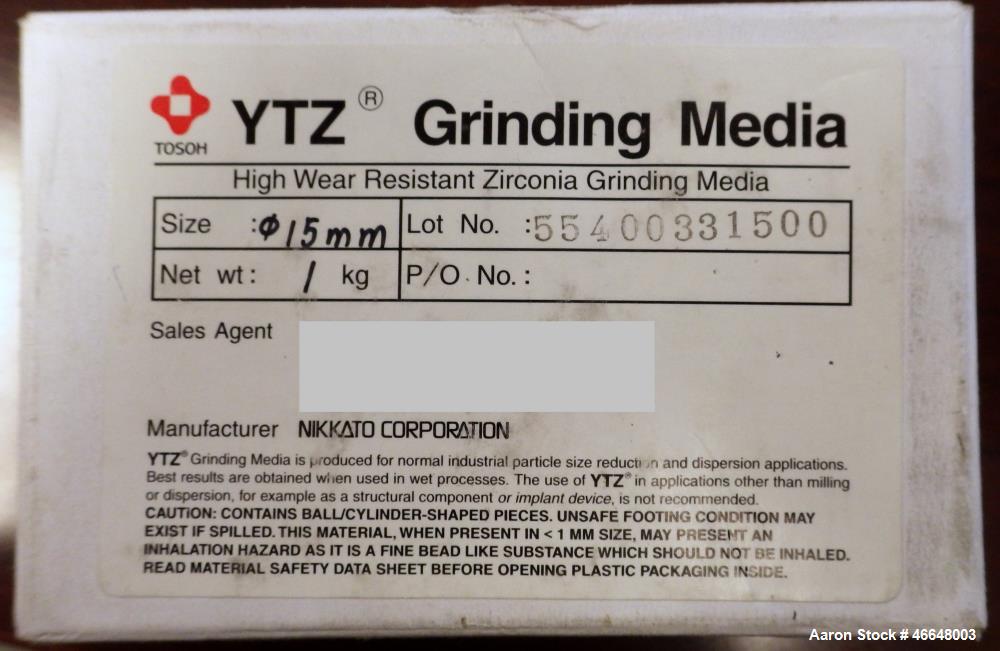 YTZ® Grinding Media
TOSOH
High Wear Resistant Zirconia Grinding Media
Size :Φ15mm Lot No. :55400331500
Net wt: 1 kg P/O No.:
Sales Agent
Manufacturer NIKKATO CORPORATION
YTZ® Grinding Media is produced for normal industrial particle size reduction and dispersion applications.
Best results are obtained when used in wet processes. The use of YTZ® in applications other than milling
or dispersion, for example as a structural component or implant device, is not recommended.
CAUTION: CONTAINS BALL/CYLINDER-SHAPED PIECES. UNSAFE FOOTING CONDITION MAY
EXIST IF SPILLED. THIS MATERIAL, WHEN PRESENT IN < 1 MM SIZE, MAY PRESENT AN
INHALATION HAZARD AS IT IS A FINE BEAD LIKE SUBSTANCE WHICH SHOULD NOT BE INHALED.
READ MATERIAL SAFETY DATA SHEET BEFORE OPENING PLASTIC PACKAGING INSIDE.
Aaron Stock # 46648003